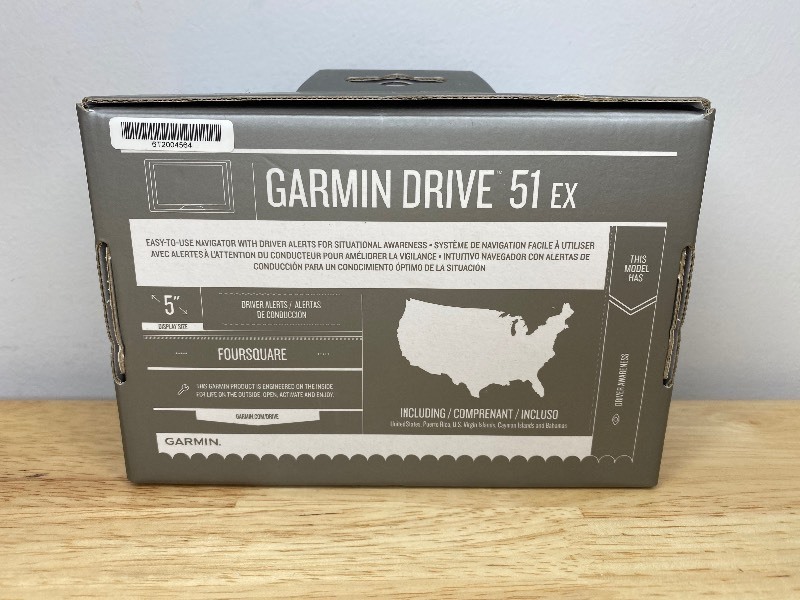 612004564
GARMIN DRIVE™ 51 EX
EASY-TO-USE NAVIGATOR WITH DRIVER ALERTS FOR SITUATIONAL AWARENESS • SYSTÈME DE NAVIGATION FACILE À UTILISER
AVEC ALERTES À L'ATTENTION DU CONDUCTEUR POUR AMÉLIORER LA VIGILANCE • INTUITIVO NAVEGADOR CON ALERTAS DE
CONDUCCIÓN PARA UN CONOCIMIENTO ÓPTIMO DE LA SITUACIÓN
THIS
MODEL
HAS
5"
DISPLAY SIZE
DRIVER ALERTS / ALERTAS
DE CONDUCCIÓN
FOURSQUARE
THIS GARMIN PRODUCT IS ENGINEERED ON THE INSIDE
FOR LIFE ON THE OUTSIDE. OPEN, ACTIVATE AND ENJOY.
GARMIN.COM/DRIVE
INCLUDING / COMPRENANT / INCLUSO
United States, Puerto Rico, U.S. Virgin Islands, Cayman Islands and Bahamas
DRIVER AWARENESS
GARMIN.